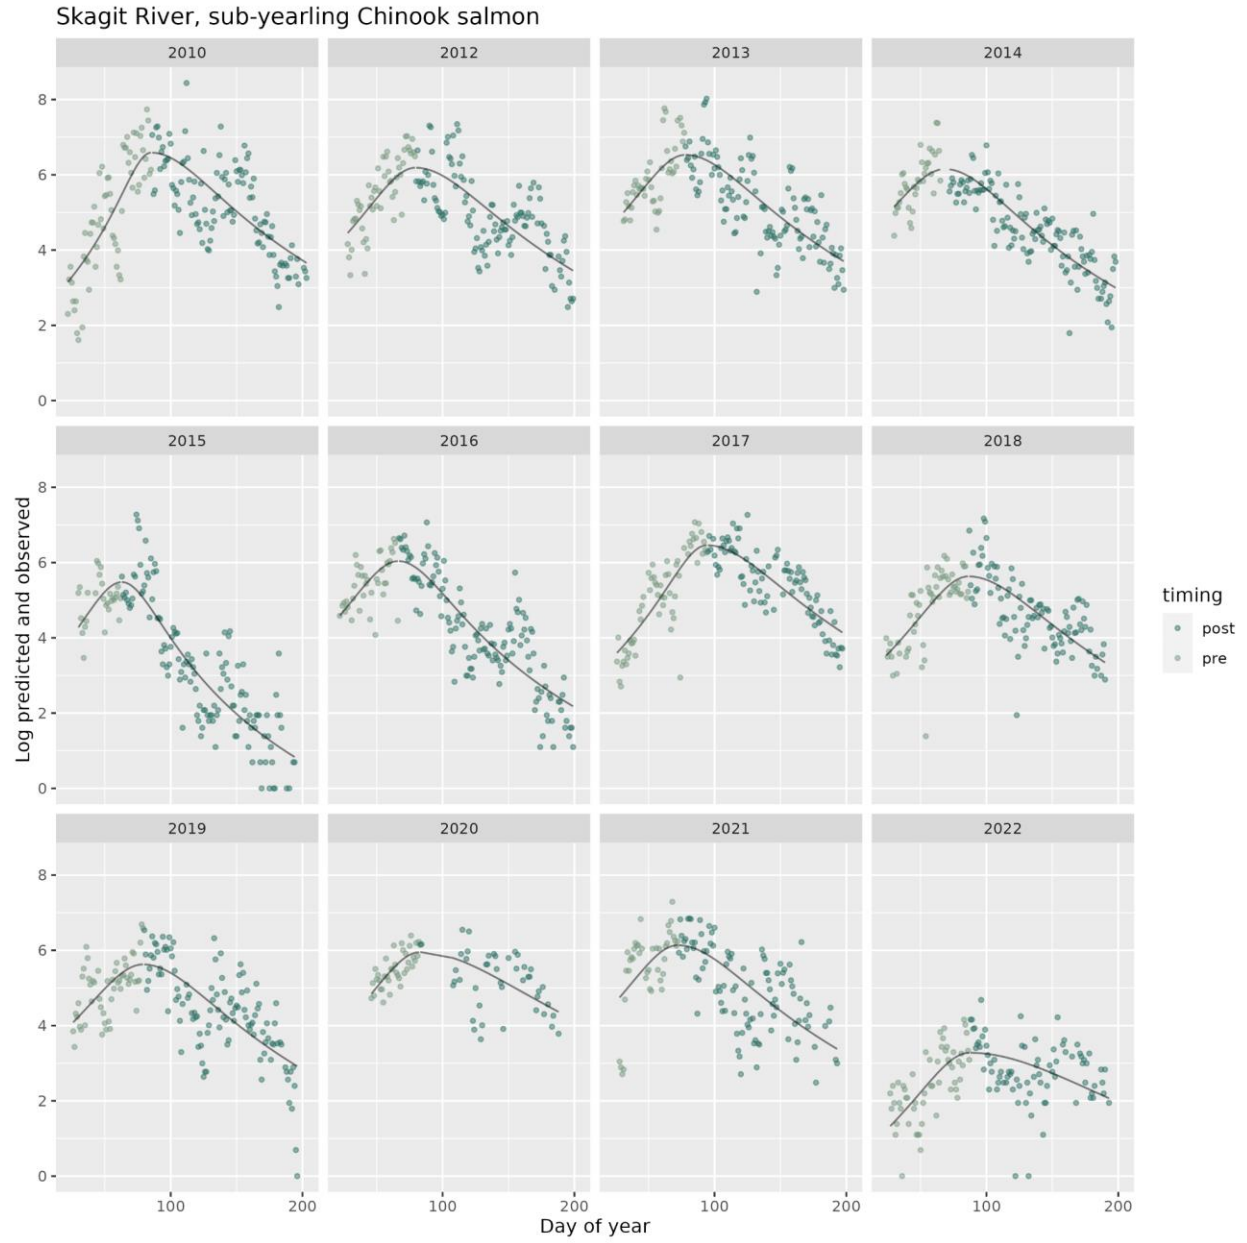 Skagit River, sub-yearling Chinook salmon
2010 2012 2013 2014
8
6
4
2
0
2015 2016 2017 2018
8
6
4
2
0
Log predicted and observed
timing
post
pre
2019 2020 2021 2022
8
6
4
2
0
100 200 100 200 100 200 100 200
Day of year